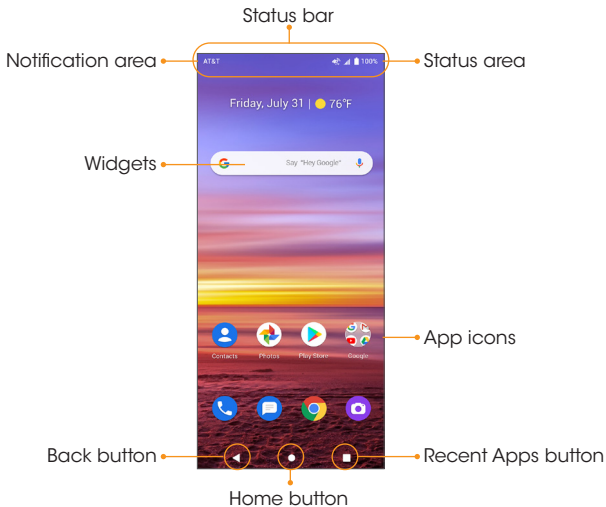 Status bar
Notification area
Status area
AT&T
100%
Friday, July 31 | 76°F
Widgets
G Say "Hey Google"
Contacts Photos Play Store Google
App icons
Back button
Recent Apps button
Home button